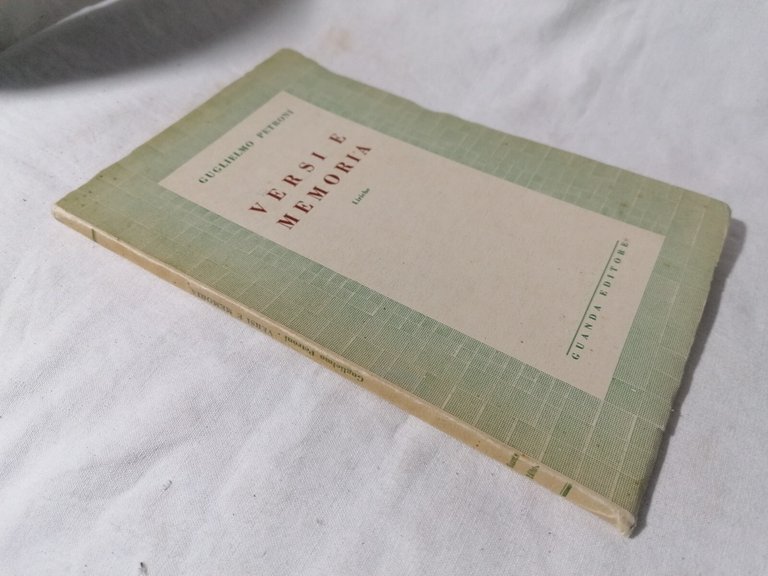 GUGLIELMO PETRONI
VERSI E
MEMORIA
Liriche
GUANDA EDITORE
Guglielmo Petroni - VERSI E MEMORIA